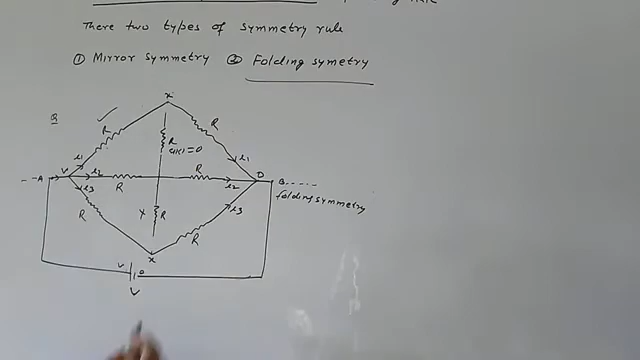 There two types of symmetry rule
① Mirror symmetry ② Folding symetry
Q
x
R
R
R
i(x)=0
i1
i1
A
V
i2
R
R
i2
D
B
i3
folding symmetry
R
Y
R
R
i3
x
V
0
V